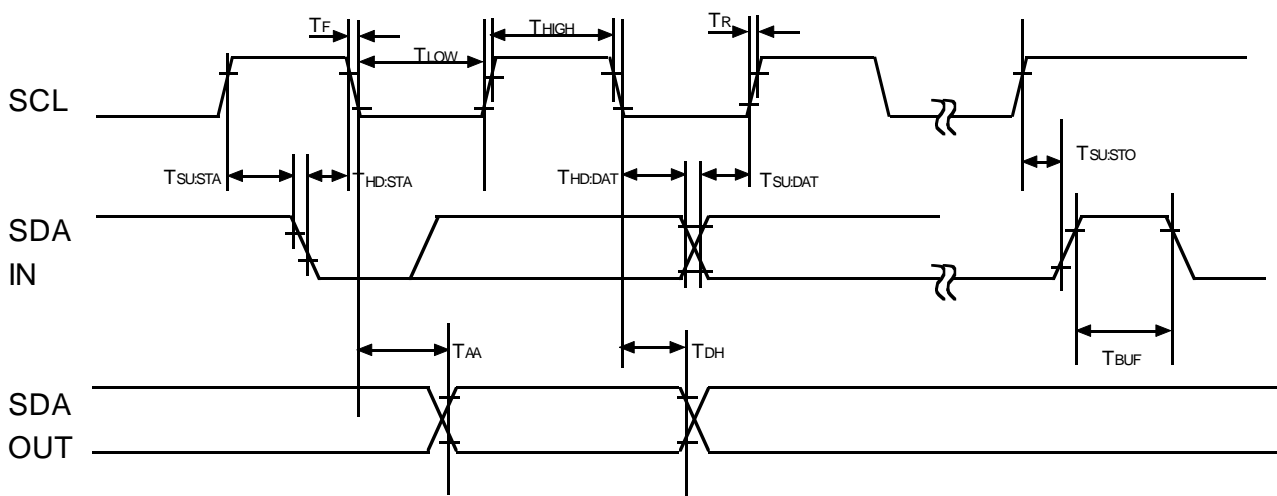 TF
THIGH
TR
TLOW
SCL
TSU:STA
THD:STA
THD:DAT
TSU:DAT
TSU:STO
SDA
IN
TAA
TDH
TBUF
SDA
OUT